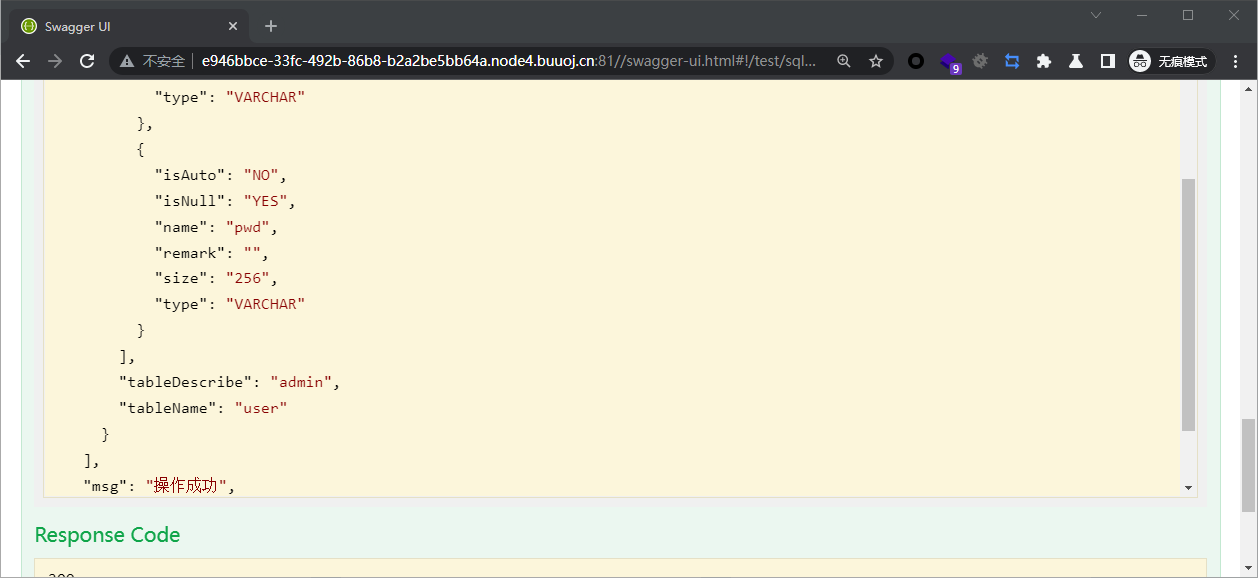 Swagger UI
不安全 e946bbce-33fc-492b-86b8-b2a2be5bb64a.node4.buuoj.cn:81//swagger-ui.html#!/test/sql...
9
无痕模式
"type": "VARCHAR"
},
{
"isAuto": "NO",
"isNull": "YES",
"name": "pwd",
"remark": "",
"size": "256",
"type": "VARCHAR"
}
],
"tableDescribe": "admin",
"tableName": "user"
}
],
"msg": "操作成功",
Response Code
200